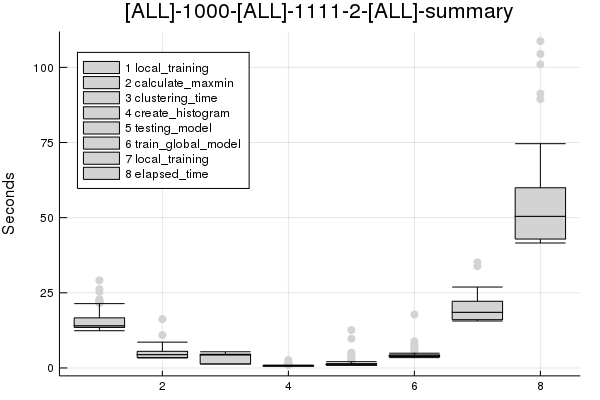 [ALL]-1000-[ALL]-1111-2-[ALL]-summary
1 local_training
2 calculate_maxmin
3 clustering_time
4 create_histogram
5 testing_model
6 train_global_model
7 local_training
8 elapsed_time
Seconds
100
75
50
25
0
2 4 6 8